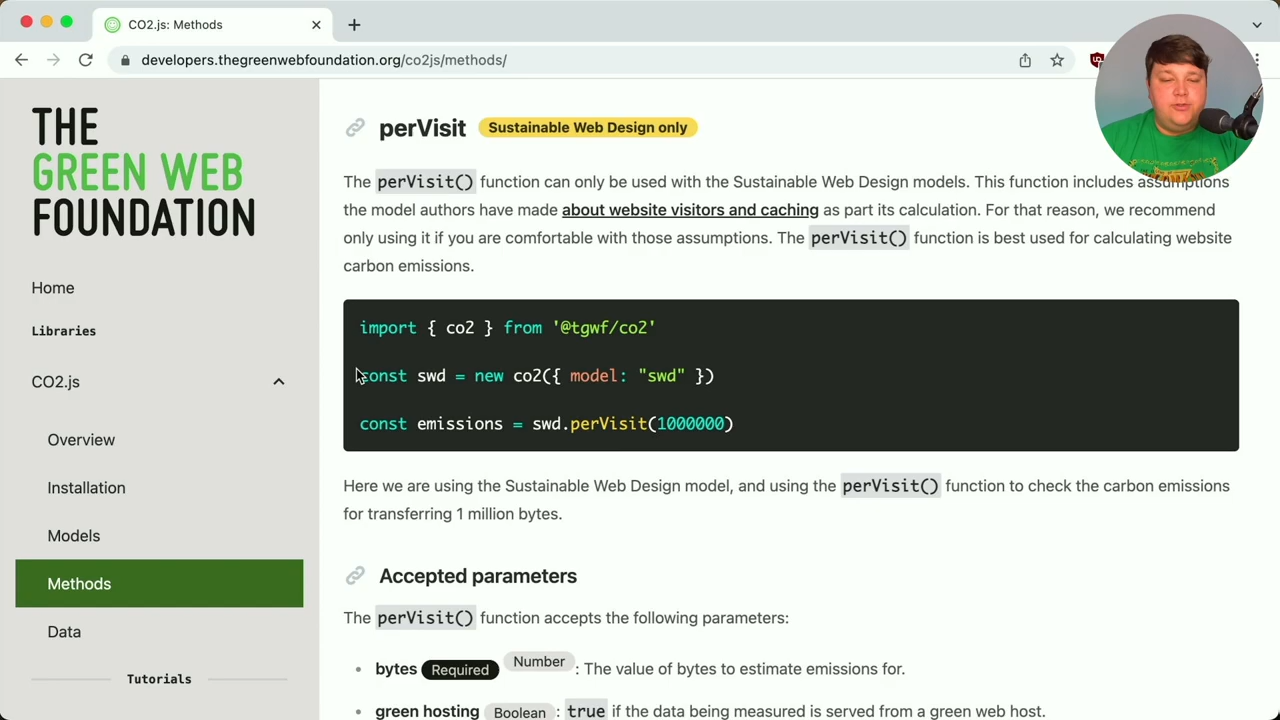 CO2.js: Methods
developers.thegreenwebfoundation.org/co2js/methods/
THE
GREEN WEB
FOUNDATION
Home
Libraries
CO2.js
Overview
Installation
Models
Methods
Data
Tutorials
perVisit Sustainable Web Design only
The perVisit() function can only be used with the Sustainable Web Design models. This function includes assumptions
the model authors have made about website visitors and caching as part its calculation. For that reason, we recommend
only using it if you are comfortable with those assumptions. The perVisit() function is best used for calculating website
carbon emissions.
import { co2 } from '@tgwf/co2'
const swd = new co2({ model: "swd" })
const emissions = swd.perVisit(1000000)
Here we are using the Sustainable Web Design model, and using the perVisit() function to check the carbon emissions
for transferring 1 million bytes.
Accepted parameters
The perVisit() function accepts the following parameters:
• bytes Required Number : The value of bytes to estimate emissions for.
• green hosting Boolean : true if the data being measured is served from a green web host.